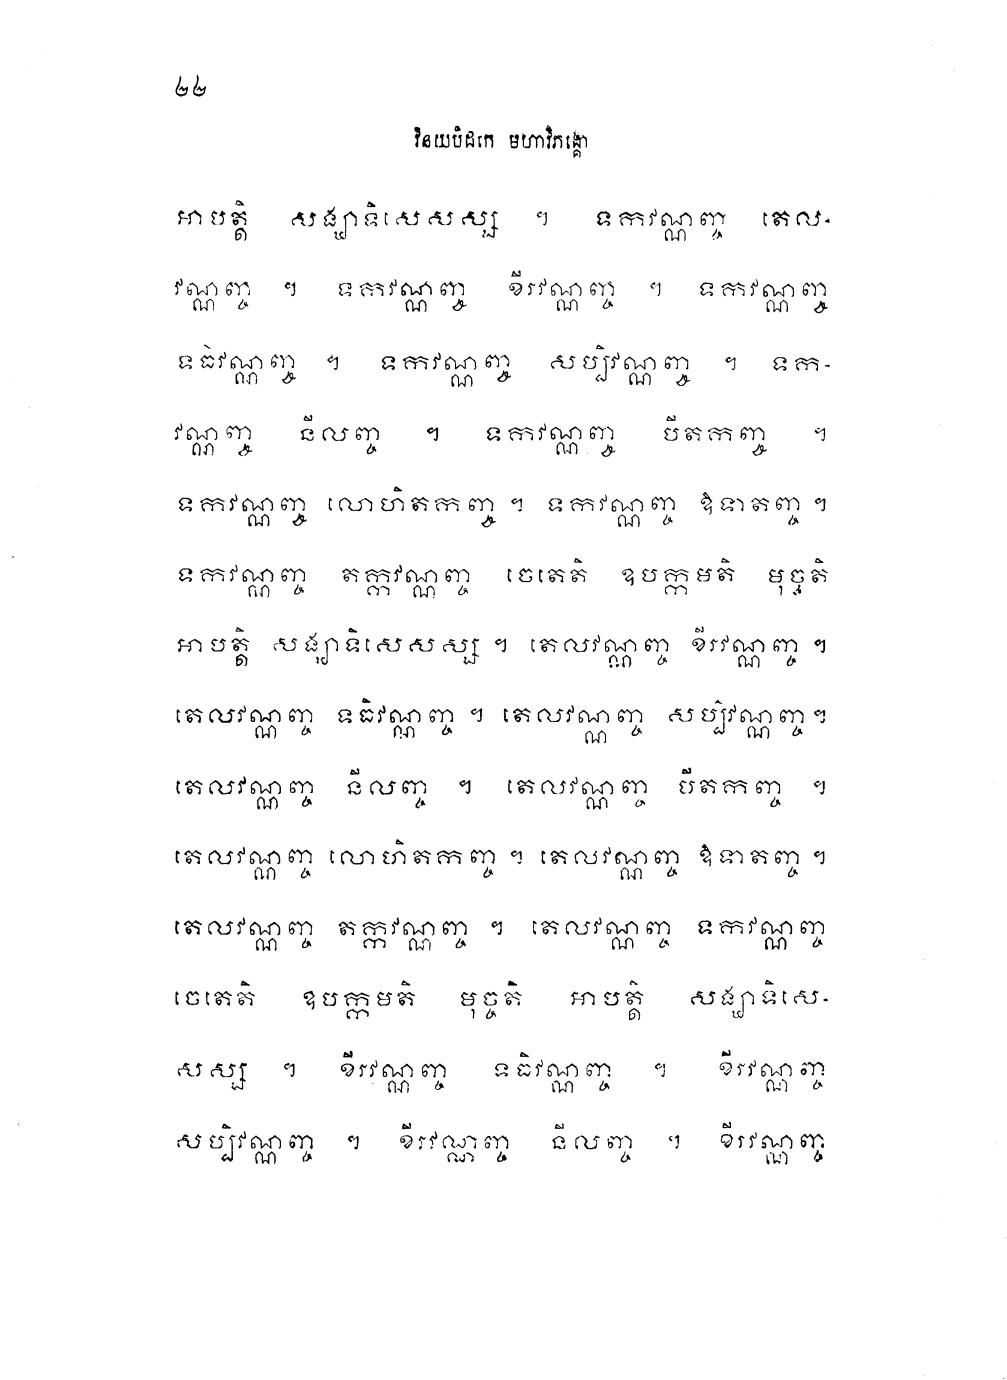 ២២
វិនយបិដកេ មហាវិភង្គោ
អាបត្តិ សង្ឃាទិសេសស្ស ។ ទកវណ្ណញ្ច តេល-
វណ្ណញ្ច ។ ទកវណ្ណញ្ច ខីរវណ្ណញ្ច ។ ទកវណ្ណញ្ច
ទធិវណ្ណញ្ច ។ ទកវណ្ណញ្ច សប្បិវណ្ណញ្ច ។ ទក-
វណ្ណញ្ច នីលញ្ច ។ ទកវណ្ណញ្ច បីតកញ្ច ។
ទកវណ្ណញ្ច លោហិតកញ្ច ។ ទកវណ្ណញ្ច ឱទាតញ្ច ។
ទកវណ្ណញ្ច តក្កវណ្ណញ្ច ចេតេតិ ឧបក្កមតិ មុច្ចតិ
អាបត្តិ សង្ឃាទិសេសស្ស ។ តេលវណ្ណញ្ច ខីរវណ្ណញ្ច ។
តេលវណ្ណញ្ច ទធិវណ្ណញ្ច ។ តេលវណ្ណញ្ច សប្បិវណ្ណញ្ច ។
តេលវណ្ណញ្ច នីលញ្ច ។ តេលវណ្ណញ្ច បីតកញ្ច ។
តេលវណ្ណញ្ច លោហិតកញ្ច ។ តេលវណ្ណញ្ច ឱទាតញ្ច ។
តេលវណ្ណញ្ច តក្កវណ្ណញ្ច ។ តេលវណ្ណញ្ច ទកវណ្ណញ្ច
ចេតេតិ ឧបក្កមតិ មុច្ចតិ អាបត្តិ សង្ឃាទិសេ-
សស្ស ។ ខីរវណ្ណញ្ច ទធិវណ្ណញ្ច ។ ខីរវណ្ណញ្ច
សប្បិវណ្ណញ្ច ។ ខីរវណ្ណញ្ច នីលញ្ច ។ ខីរវណ្ណញ្ច